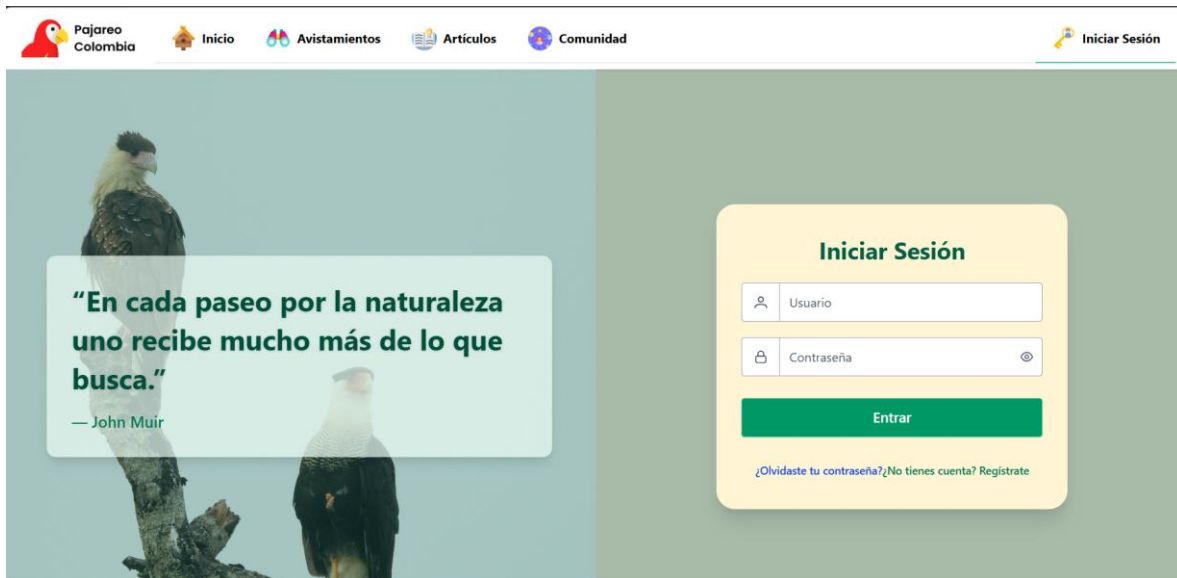 Pajareo
Colombia
Inicio
Avistamientos
Artículos
Comunidad
Iniciar Sesión
“En cada paseo por la naturaleza
uno recibe mucho más de lo que
busca.”
— John Muir
Iniciar Sesión
Usuario
Contraseña
Entrar
¿Olvidaste tu contraseña?¿No tienes cuenta? Regístrate